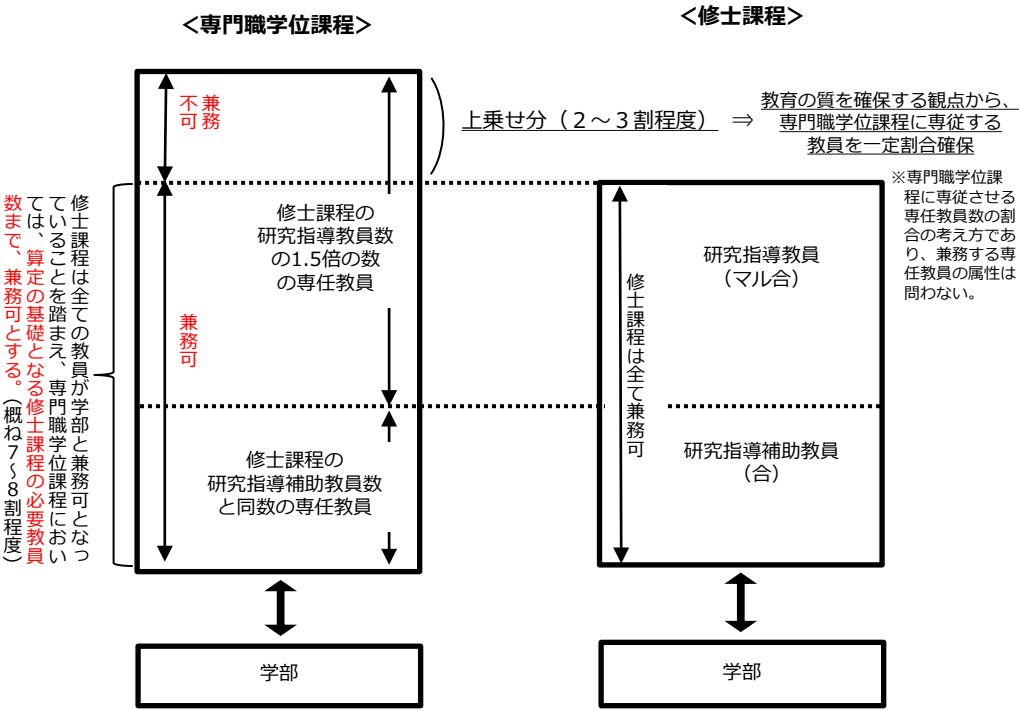 ＜専門職学位課程＞
＜修士課程＞
兼務
不可
上乗せ分（２～３割程度）
⇒
教育の質を確保する観点から、
専門職学位課程に専従する
教員を一定割合確保
※専門職学位課
程に専従させる
専任教員数の割
合の考え方であ
り、兼務する専
任教員の属性は
問わない。
修士課程は全ての教員が学部と兼務可となっ
ていることを踏まえ、専門職学位課程におい
ては、算定の基礎となる修士課程の必要教員
数まで、兼務可とする。（概ね７～８割程度）
兼務可
修士課程の
研究指導教員数
の1.5倍の数
の専任教員
修士課程の
研究指導補助教員数
と同数の専任教員
修士課程は全て兼務可
研究指導教員
（マル合）
研究指導補助教員
（合）
学部
学部